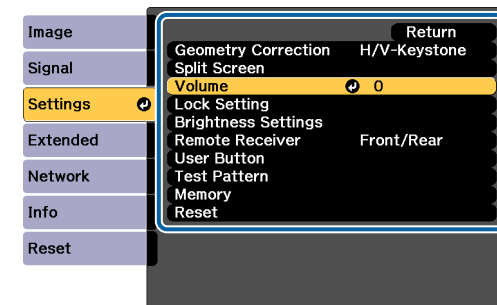 Image
Signal
Settings
Extended
Network
Info
Reset
Return
Geometry Correction H/V-Keystone
Split Screen
Volume 0
Lock Setting
Brightness Settings
Remote Receiver Front/Rear
User Button
Test Pattern
Memory
Reset